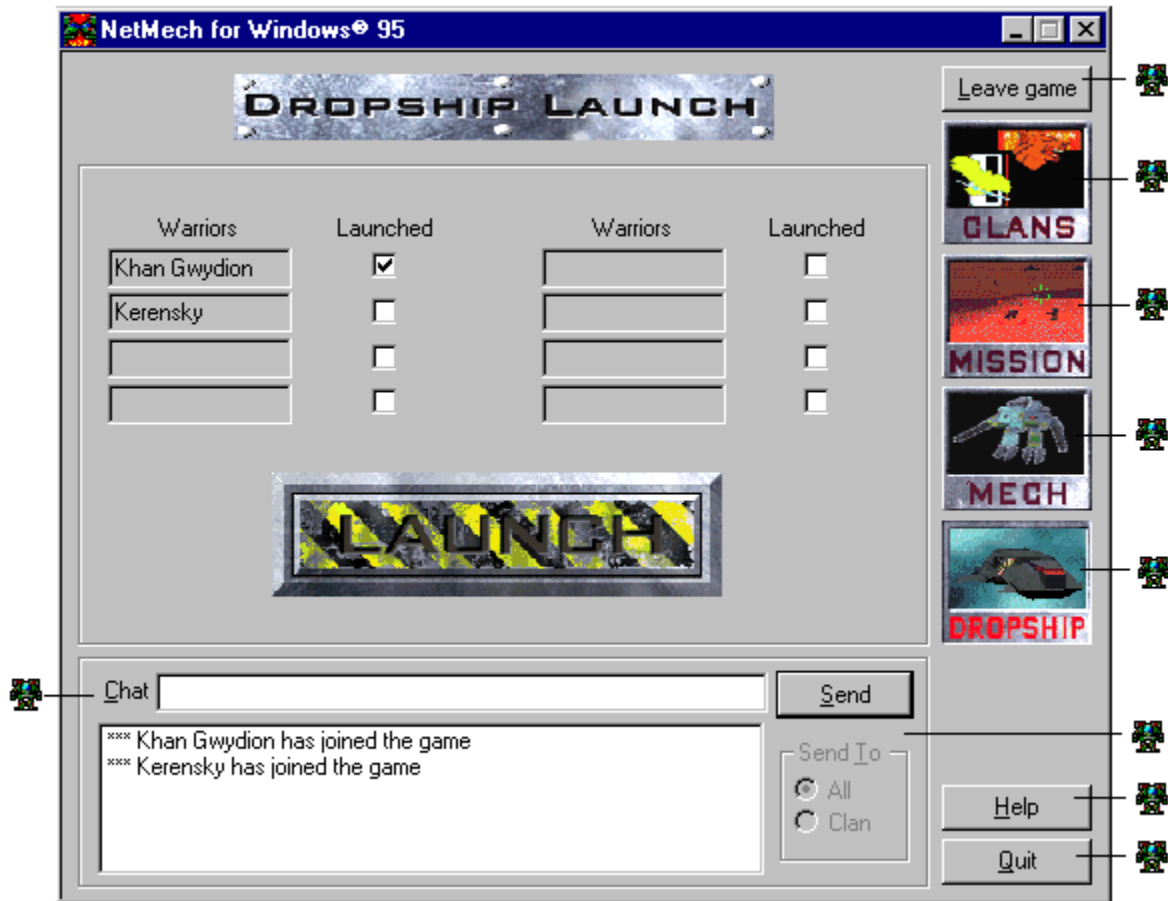 NetMech for Windows® 95
DROPSHIP LAUNCH
Leave game
CLANS
Warriors Launched Warriors Launched
Khan Gwydion
Kerensky
MISSION
MECH
LAUNCH
DROPSHIP
Chat
Send
*** Khan Gwydion has joined the game
*** Kerensky has joined the game
Send To
All
Clan
Help
Quit